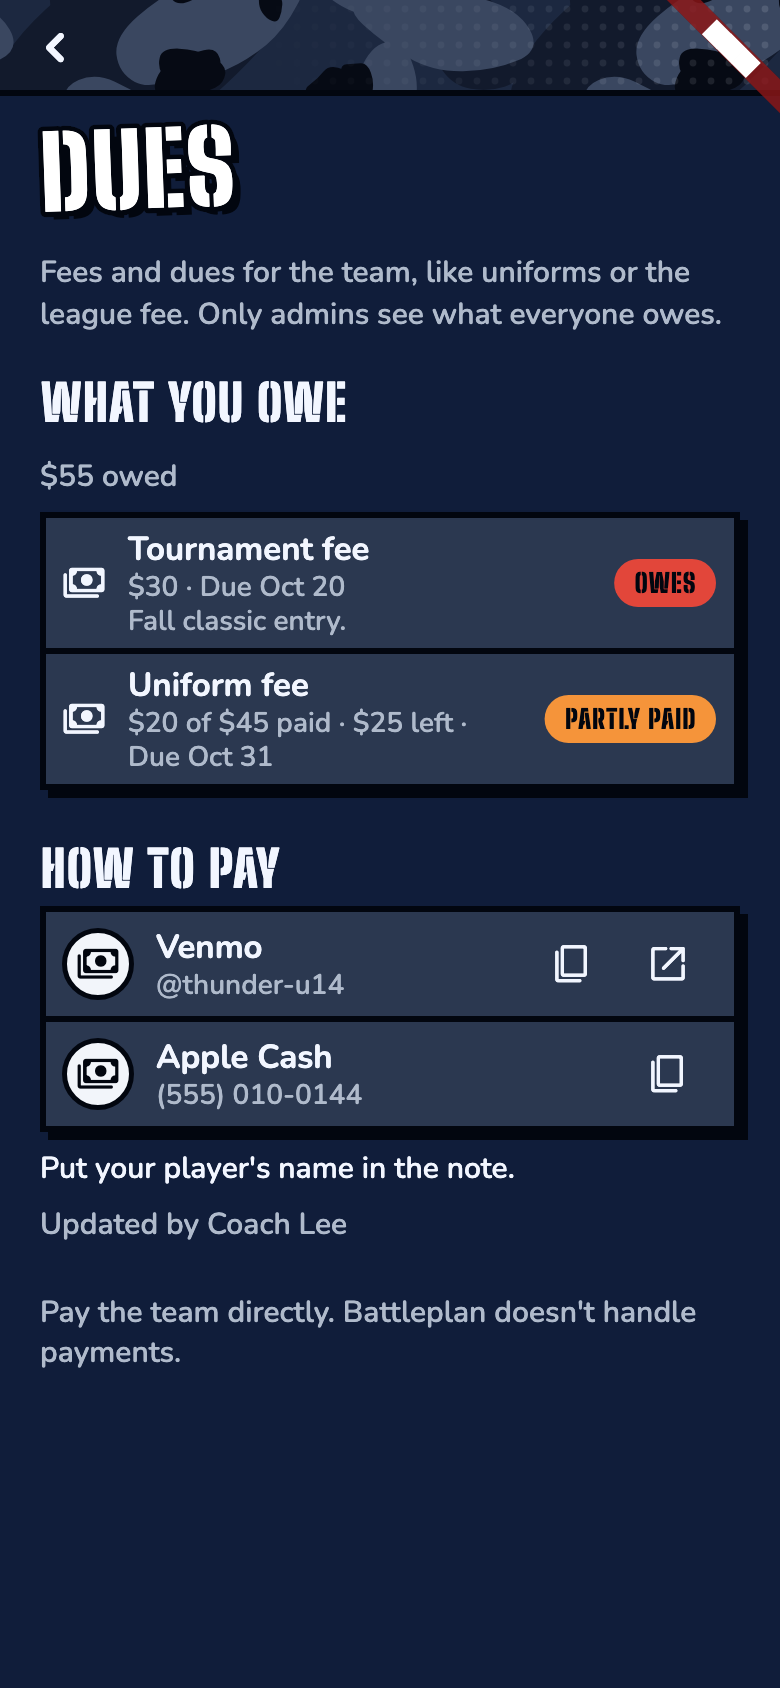 DUES
Fees and dues for the team, like uniforms or the
league fee. Only admins see what everyone owes.
WHAT YOU OWE
$55 owed
Tournament fee
$30 · Due Oct 20
Fall classic entry.
OWES
Uniform fee
$20 of $45 paid · $25 left ·
Due Oct 31
PARTLY PAID
HOW TO PAY
Venmo
@thunder-u14
Apple Cash
(555) 010-0144
Put your player's name in the note.
Updated by Coach Lee
Pay the team directly. Battleplan doesn't handle
payments.